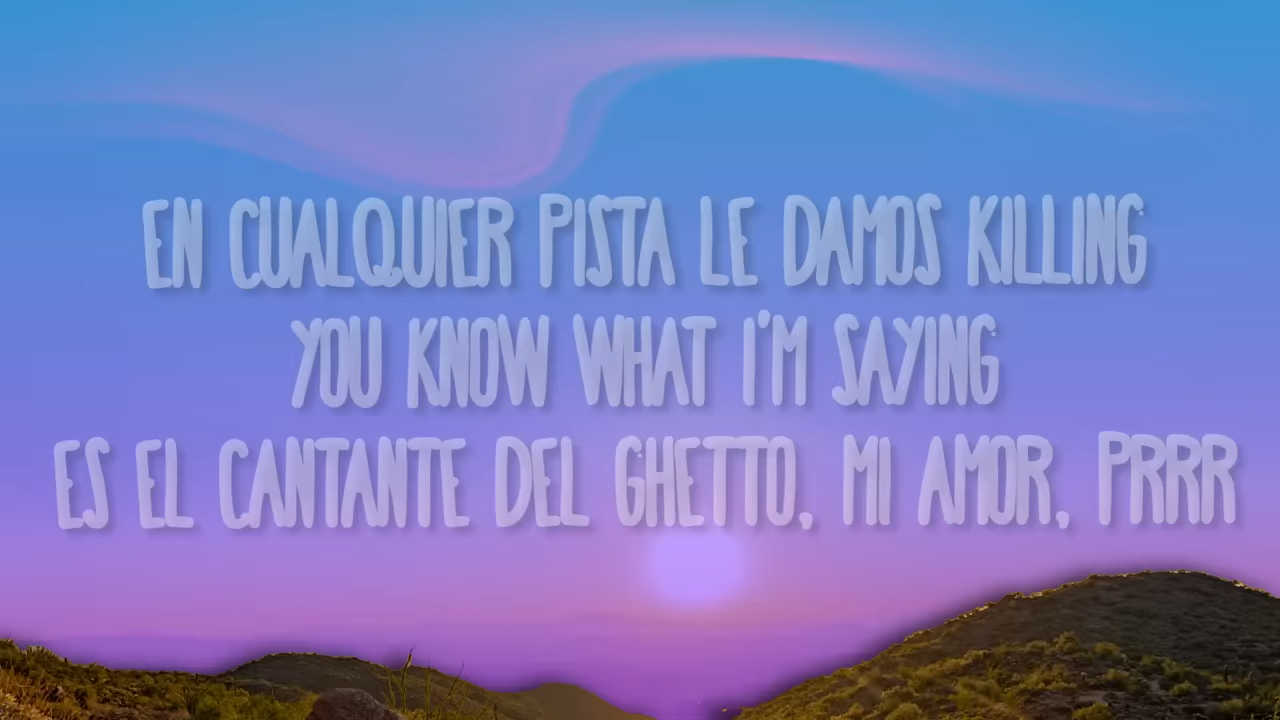 EN CUALQUIER PISTA LE DAMOS KILLING
YOU KNOW WHAT I'M SAYING
ES EL CANTANTE DEL GHETTO, MI AMOR, PRRR